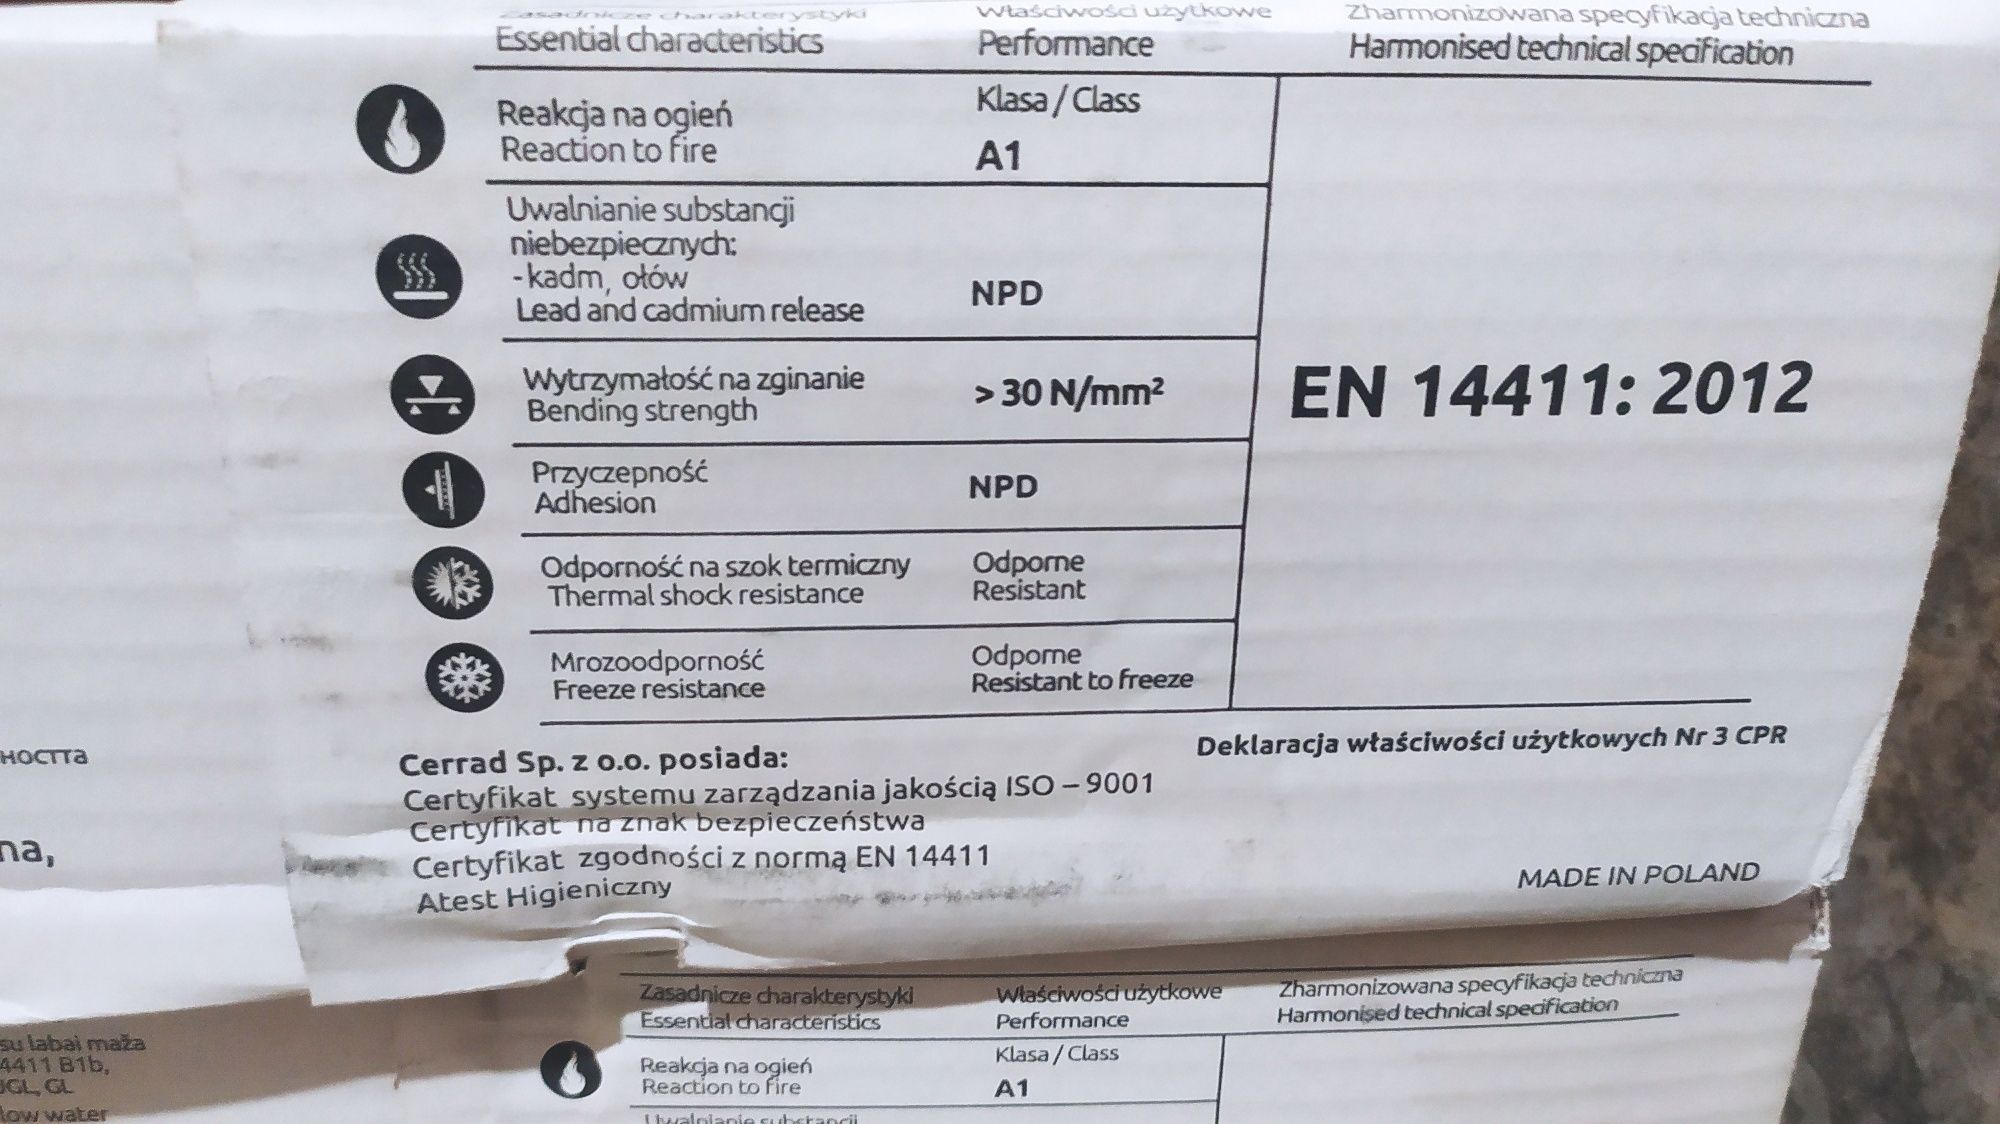 Zasadnicze charakterystyki
Essential characteristics
Właściwości użytkowe
Performance
Zharmonizowana specyfikacja techniczna
Harmonised technical specification
Reakcja na ogień
Reaction to fire
Klasa / Class
A1
Uwalnianie substancji
niebezpiecznych:
-kadm, ołów
Lead and cadmium release
NPD
Wytrzymałość na zginanie
Bending strength
> 30 N/mm²
Przyczepność
Adhesion
NPD
Odporność na szok termiczny
Thermal shock resistance
Odporne
Resistant
Mrozoodporność
Freeze resistance
Odporne
Resistant to freeze
EN 14411: 2012
Cerrad Sp. z o.o. posiada:
Certyfikat systemu zarządzania jakością ISO – 9001
Certyfikat na znak bezpieczeństwa
Certyfikat zgodności z normą EN 14411
Atest Higieniczny
Deklaracja właściwości użytkowych Nr 3 CPR
MADE IN POLAND
Zasadnicze charakterystyki
Essential characteristics
Właściwości użytkowe
Performance
Zharmonizowana specyfikacja techniczna
Harmonised technical specification
Reakcja na ogień
Reaction to fire
Klasa / Class
A1
Uwalnianie substancji
su labai maža
4411 B1b,
GL
low water